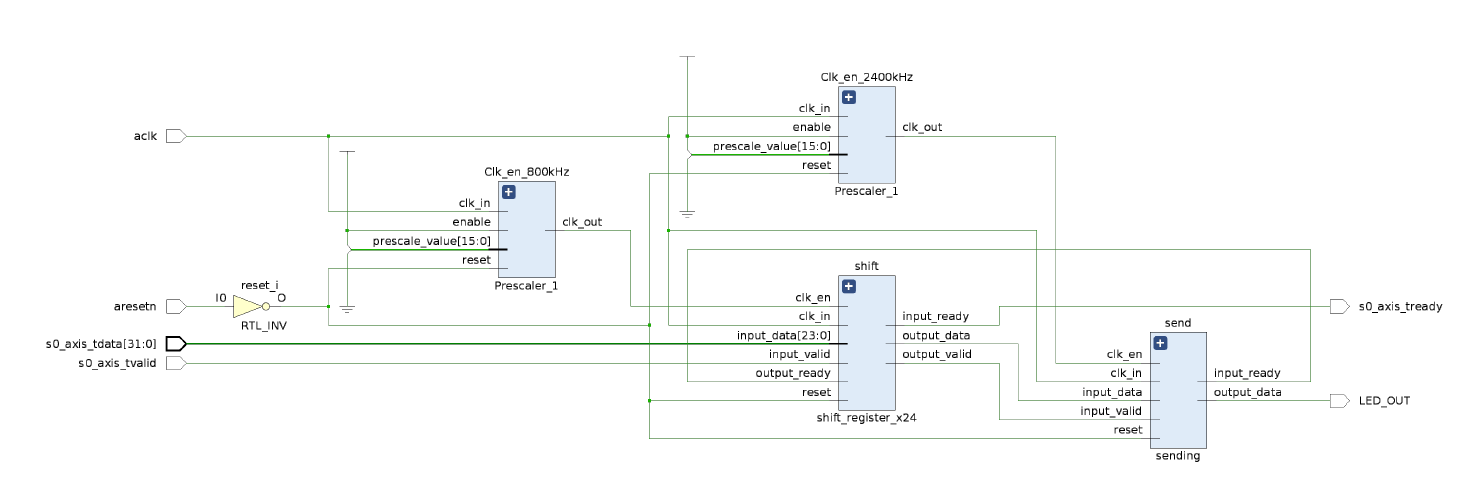 Clk_en_2400kHz
clk_in
enable
prescale_value[15:0]
reset
clk_out
Prescaler_1
aclk
Clk_en_800kHz
clk_in
enable
prescale_value[15:0]
reset
clk_out
Prescaler_1
aresetn
reset_i
I0
O
RTL_INV
s0_axis_tdata[31:0]
s0_axis_tvalid
shift
clk_en
clk_in
input_data[23:0]
input_valid
output_ready
reset
input_ready
output_data
output_valid
shift_register_x24
send
clk_en
clk_in
input_data
input_valid
reset
input_ready
output_data
sending
s0_axis_tready
LED_OUT